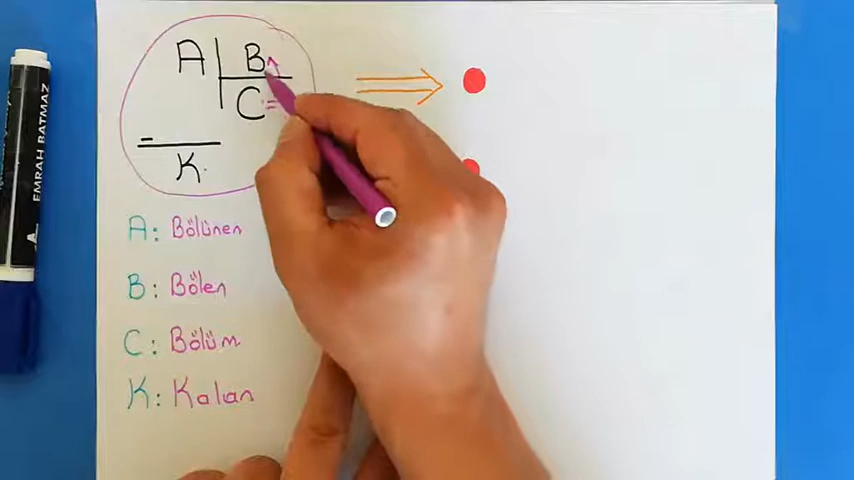 A B
C =
- K
A: Bölünen
B: Bölen
C: Bölüm
K: Kalan
EMRAH BATMAZ